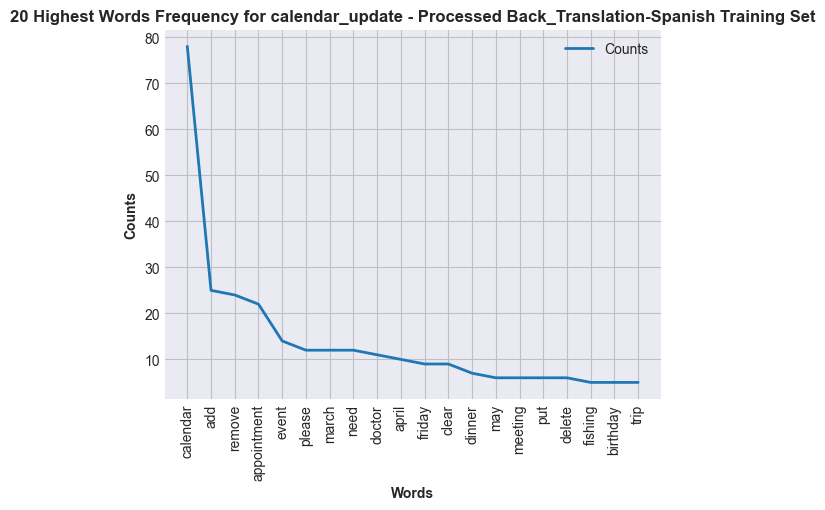 20 Highest Words Frequency for calendar_update - Processed Back_Translation-Spanish Training Set
Counts
80
70
60
50
40
30
20
10
Counts
calendar
add
remove
appointment
event
please
march
need
doctor
april
friday
clear
dinner
may
meeting
put
delete
fishing
birthday
trip
Words